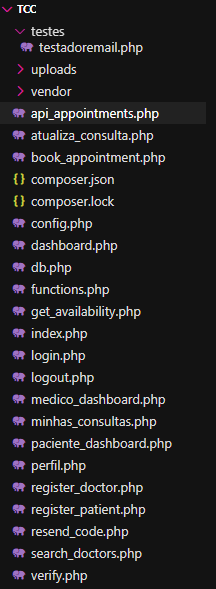 TCC
testes
testadoremail.php
uploads
vendor
api_appointments.php
atualiza_consulta.php
book_appointment.php
{ } composer.json
{ } composer.lock
config.php
dashboard.php
db.php
functions.php
get_availability.php
index.php
login.php
logout.php
medico_dashboard.php
minhas_consultas.php
paciente_dashboard.php
perfil.php
register_doctor.php
register_patient.php
resend_code.php
search_doctors.php
verify.php